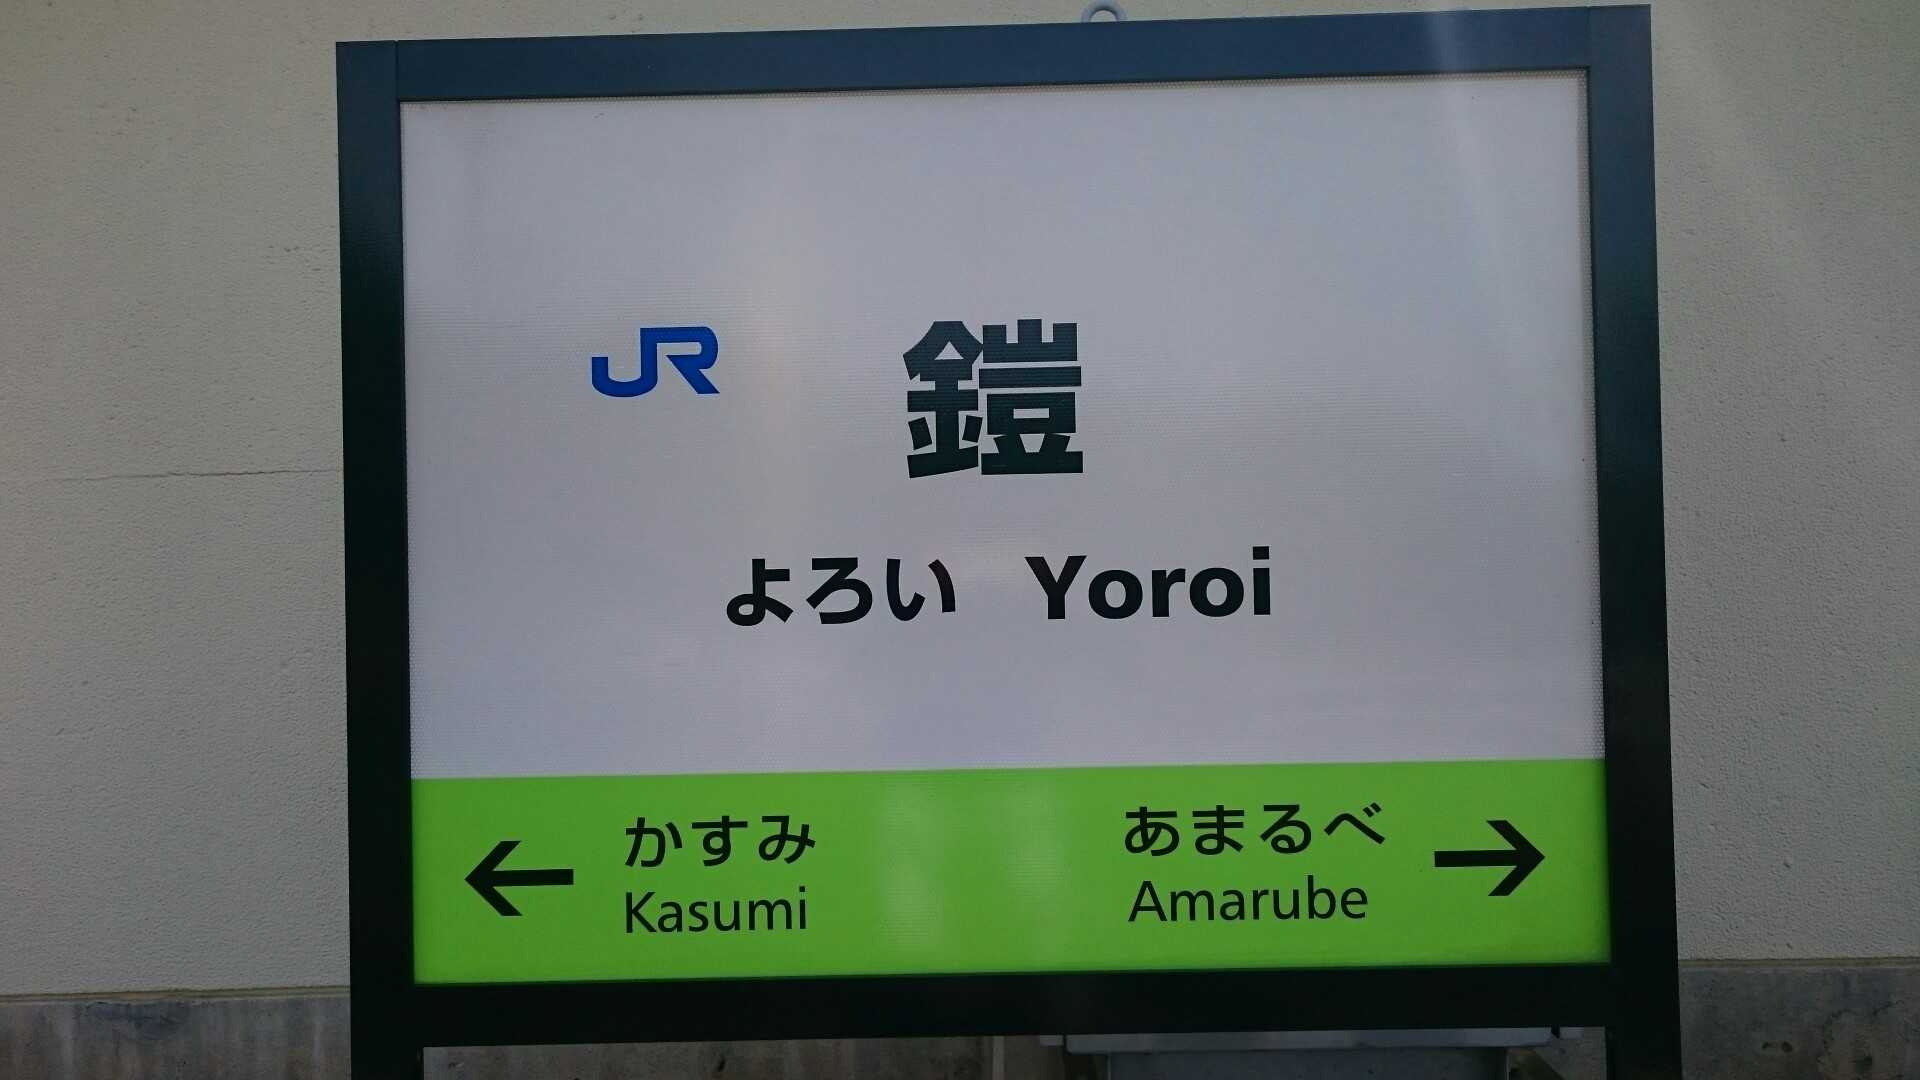 JR 鎧
よろい Yoroi
← かすみ あまるべ →
Kasumi Amarube